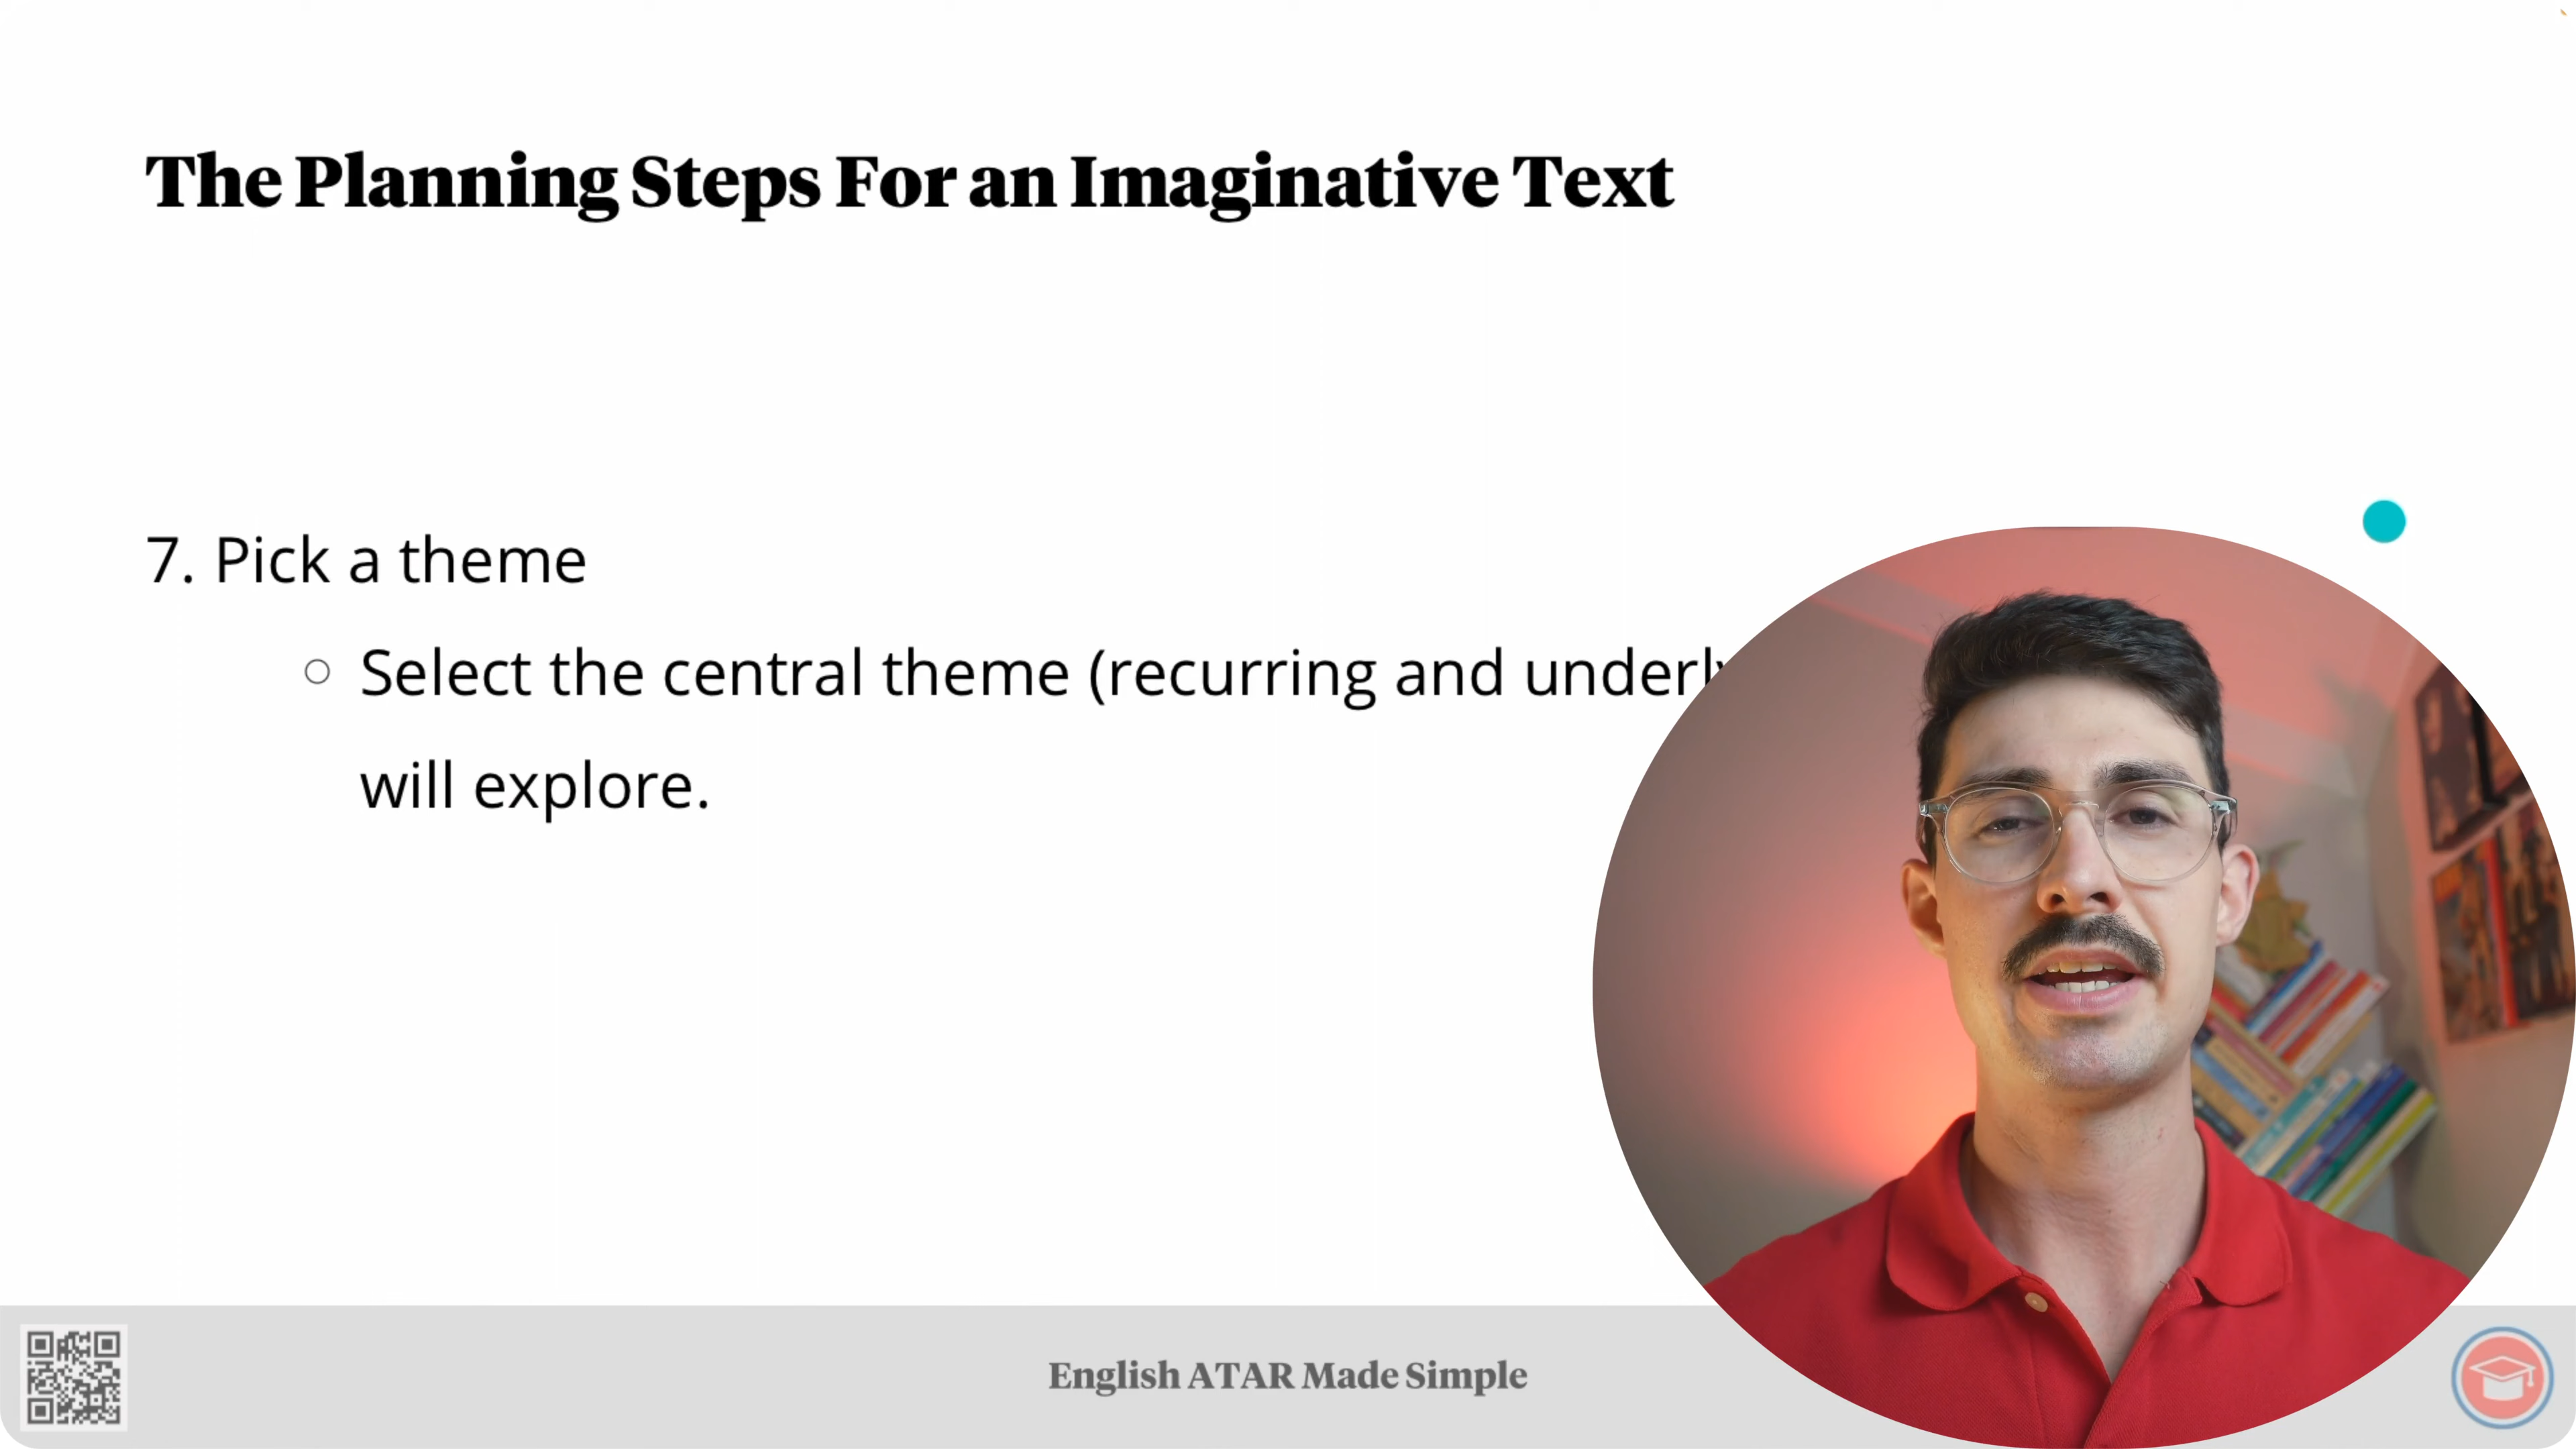 The Planning Steps For an Imaginative Text
7. Pick a theme
Select the central theme (recurring and
will explore.
English ATAR Made Simple